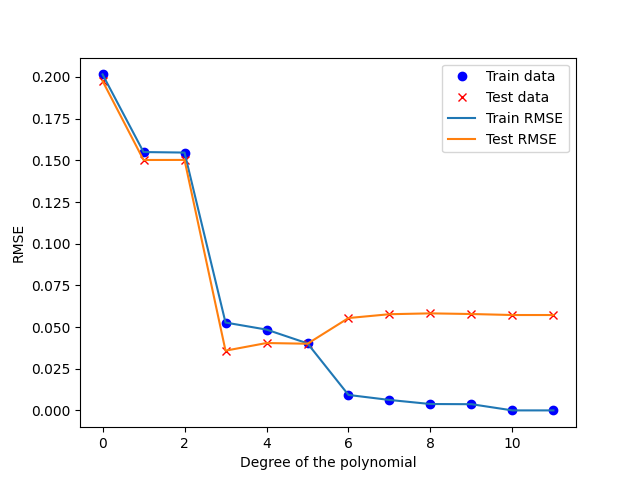 Train data
Test data
Train RMSE
Test RMSE
RMSE
0.200
0.175
0.150
0.125
0.100
0.075
0.050
0.025
0.000
0 2 4 6 8 10
Degree of the polynomial